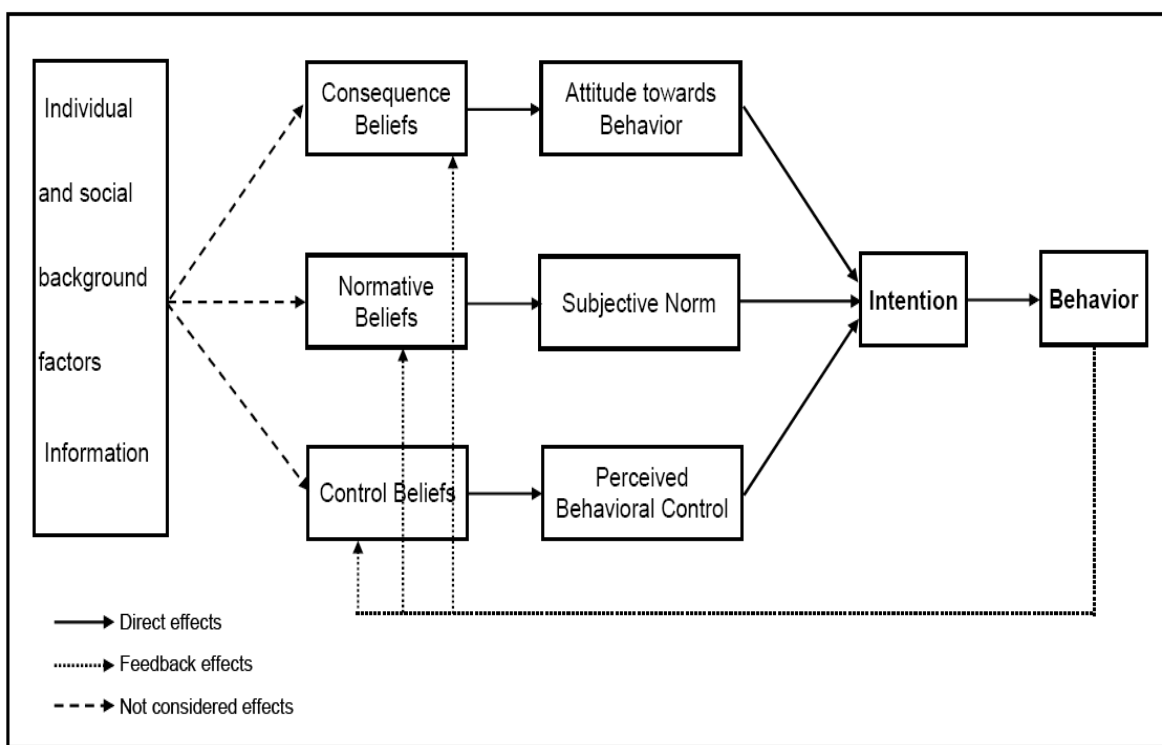 Individual
and social
background
factors
Information
Consequence
Beliefs
Attitude towards
Behavior
Normative
Beliefs
Subjective Norm
Intention
Behavior
Control Beliefs
Perceived
Behavioral Control
Direct effects
Feedback effects
Not considered effects